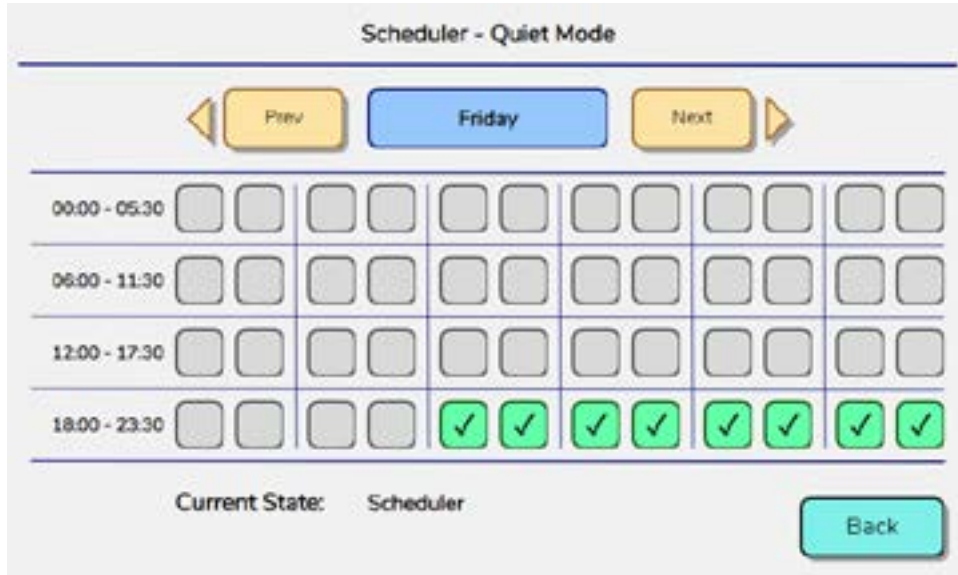 Scheduler - Quiet Mode
Prev Friday Next
00:00 - 05:30
06:00 - 11:30
12:00 - 17:30
18:00 - 23:30
Current State: Scheduler
Back